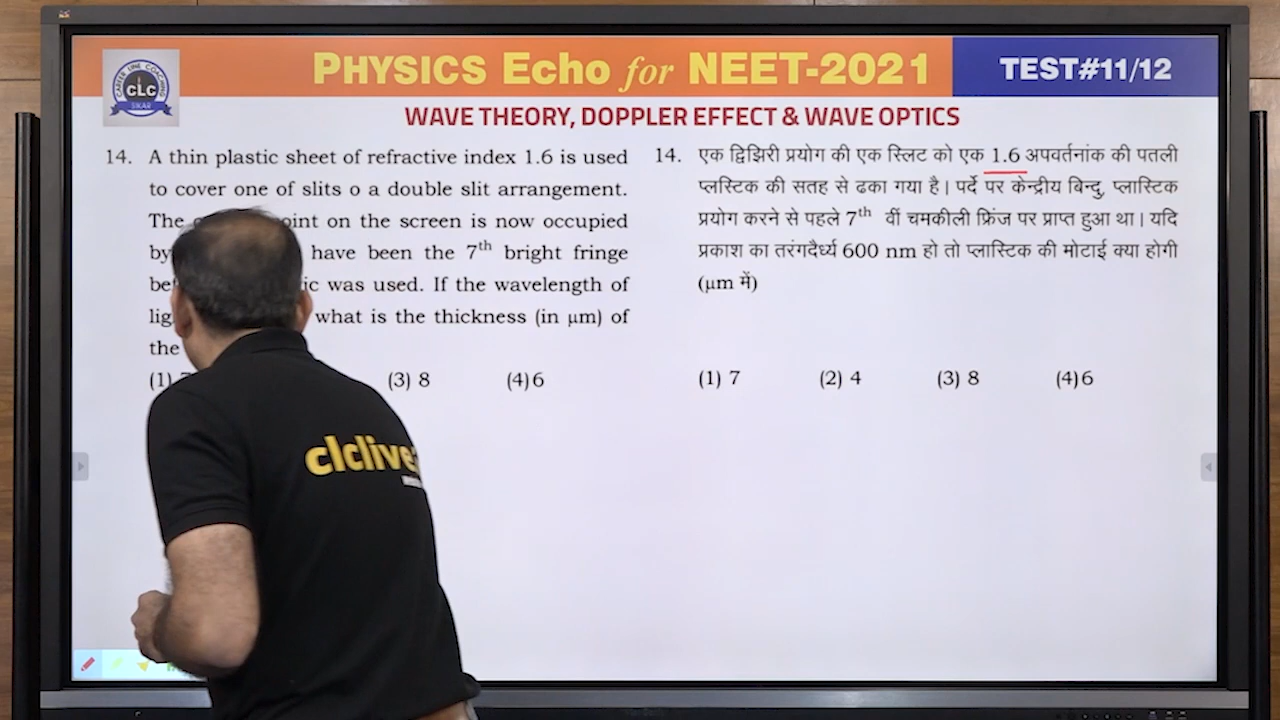 PHYSICS Echo for NEET-2021
TEST#11/12
CAREER LINE COACHING
CLC
SIKAR
WAVE THEORY, DOPPLER EFFECT & WAVE OPTICS
14. A thin plastic sheet of refractive index 1.6 is used
to cover one of slits o a double slit arrangement.
The oint on the screen is now occupied
by have been the 7th bright fringe
ic was used. If the wavelength of
what is the thickness (in μm) of
the
(1) (3) 8 (4) 6
14. एक द्विझिरी प्रयोग की एक स्लिट को एक 1.6 अपवर्तनांक की पतली
प्लस्टिक की सतह से ढका गया है। पर्दे पर केन्द्रीय बिन्दु, प्लास्टिक
प्रयोग करने से पहले 7th वीं चमकीली फ्रिंज पर प्राप्त हुआ था। यदि
प्रकाश का तरंगदैर्ध्य 600 nm हो तो प्लास्टिक की मोटाई क्या होगी
(μm में)
(1) 7 (2) 4 (3) 8 (4) 6
clclive